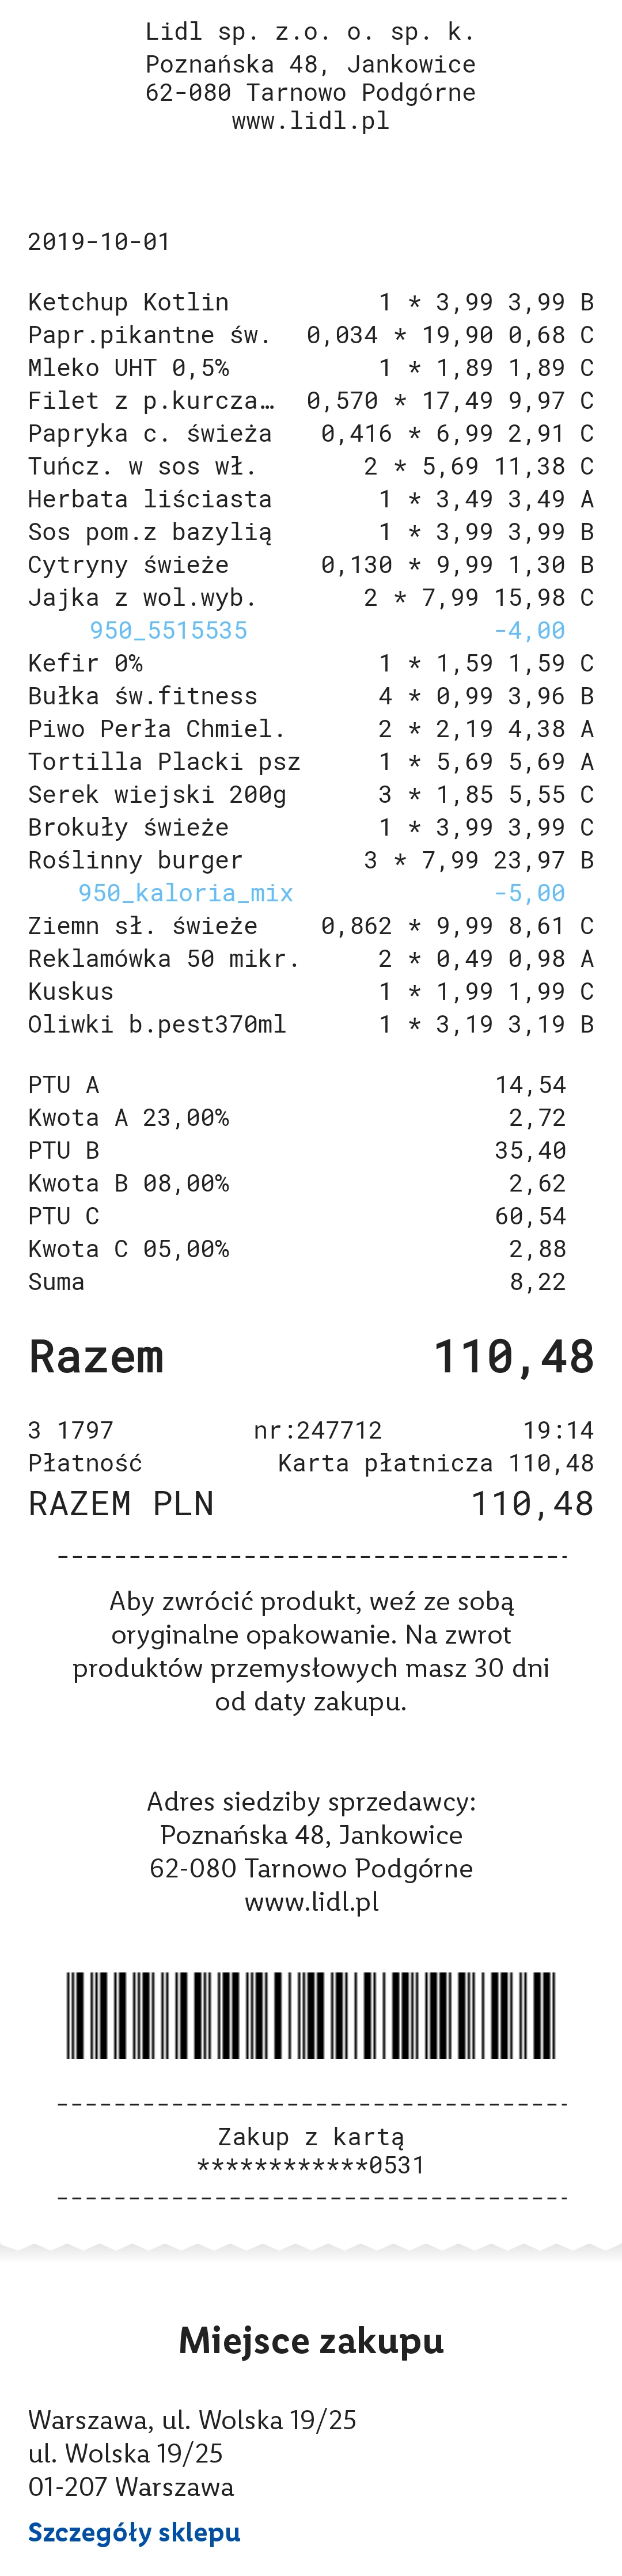 Lidl sp. z.o. o. sp. k.
Poznańska 48, Jankowice
62-080 Tarnowo Podgórne
www.lidl.pl
2019-10-01
Ketchup Kotlin 1 * 3,99 3,99 B
Papr.pikantne św. 0,034 * 19,90 0,68 C
Mleko UHT 0,5% 1 * 1,89 1,89 C
Filet z p.kurcza… 0,570 * 17,49 9,97 C
Papryka c. świeża 0,416 * 6,99 2,91 C
Tuńcz. w sos wł. 2 * 5,69 11,38 C
Herbata liściasta 1 * 3,49 3,49 A
Sos pom.z bazylią 1 * 3,99 3,99 B
Cytryny świeże 0,130 * 9,99 1,30 B
Jajka z wol.wyb. 2 * 7,99 15,98 C
950_5515535 -4,00
Kefir 0% 1 * 1,59 1,59 C
Bułka św.fitness 4 * 0,99 3,96 B
Piwo Perła Chmiel. 2 * 2,19 4,38 A
Tortilla Placki psz 1 * 5,69 5,69 A
Serek wiejski 200g 3 * 1,85 5,55 C
Brokuły świeże 1 * 3,99 3,99 C
Roślinny burger 3 * 7,99 23,97 B
950_kaloria_mix -5,00
Ziemn sł. świeże 0,862 * 9,99 8,61 C
Reklamówka 50 mikr. 2 * 0,49 0,98 A
Kuskus 1 * 1,99 1,99 C
Oliwki b.pest370ml 1 * 3,19 3,19 B
PTU A 14,54
Kwota A 23,00% 2,72
PTU B 35,40
Kwota B 08,00% 2,62
PTU C 60,54
Kwota C 05,00% 2,88
Suma 8,22
Razem 110,48
3 1797 nr:247712 19:14
Płatność Karta płatnicza 110,48
RAZEM PLN 110,48
Aby zwrócić produkt, weź ze sobą
oryginalne opakowanie. Na zwrot
produktów przemysłowych masz 30 dni
od daty zakupu.
Adres siedziby sprzedawcy:
Poznańska 48, Jankowice
62-080 Tarnowo Podgórne
www.lidl.pl
Zakup z kartą
************0531
Miejsce zakupu
Warszawa, ul. Wolska 19/25
ul. Wolska 19/25
01-207 Warszawa
Szczegóły sklepu